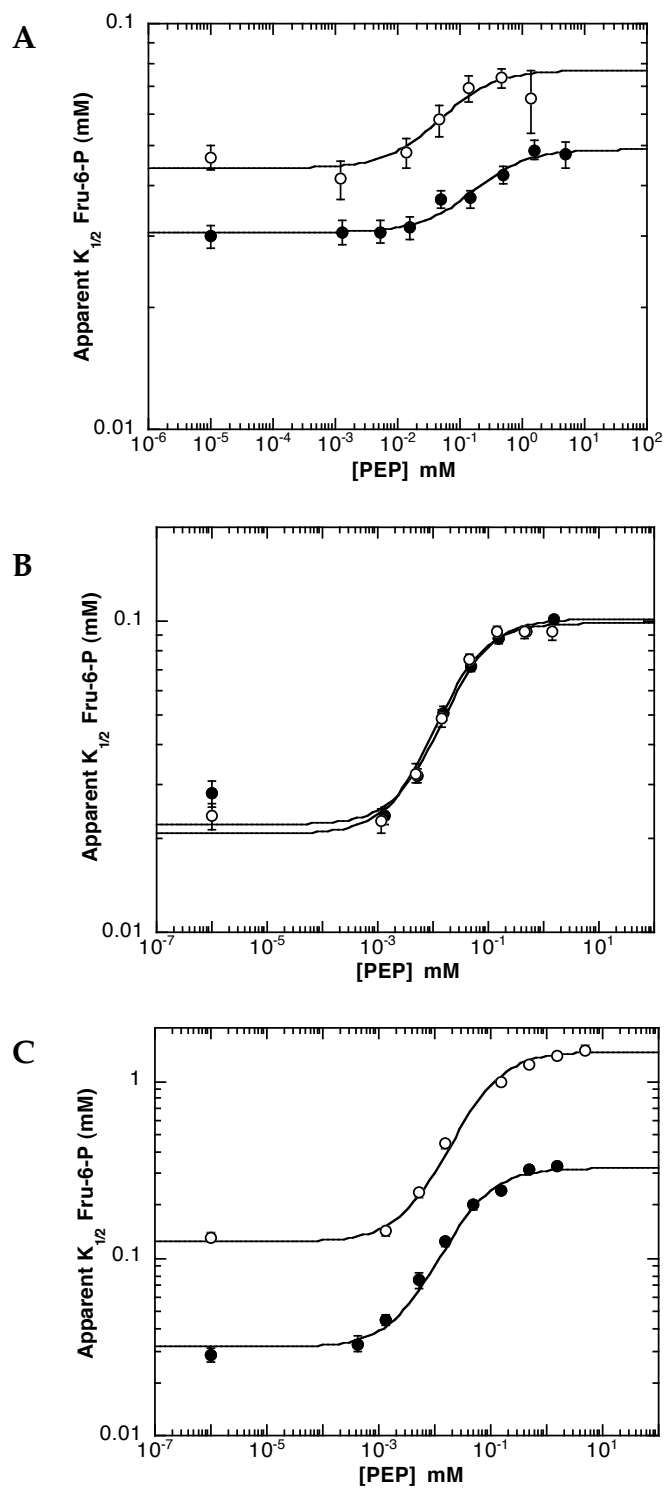 A
0.1
Apparent K1/2 Fru-6-P (mM)
0.01
10-6 10-5 10-4 10-3 10-2 10-1 100 101 102
[PEP] mM
B
0.1
Apparent K1/2 Fru-6-P (mM)
0.01
10-7 10-5 10-3 10-1 101
[PEP] mM
C
1
Apparent K1/2 Fru-6-P (mM)
0.1
0.01
10-7 10-5 10-3 10-1 101
[PEP] mM